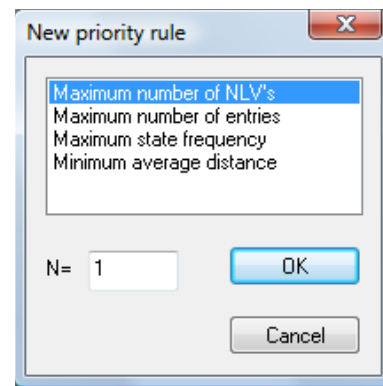 New priority rule
Maximum number of NLV's
Maximum number of entries
Maximum state frequency
Minimum average distance
N= 1
OK
Cancel